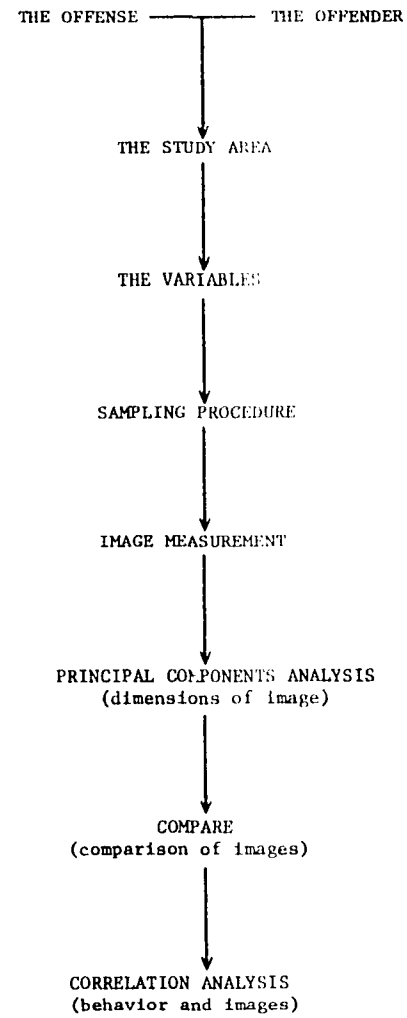 THE OFFENSE THE OFFENDER
THE STUDY AREA
THE VARIABLES
SAMPLING PROCEDURE
IMAGE MEASUREMENT
PRINCIPAL COMPONENTS ANALYSIS
(dimensions of image)
COMPARE
(comparison of images)
CORRELATION ANALYSIS
(behavior and images)